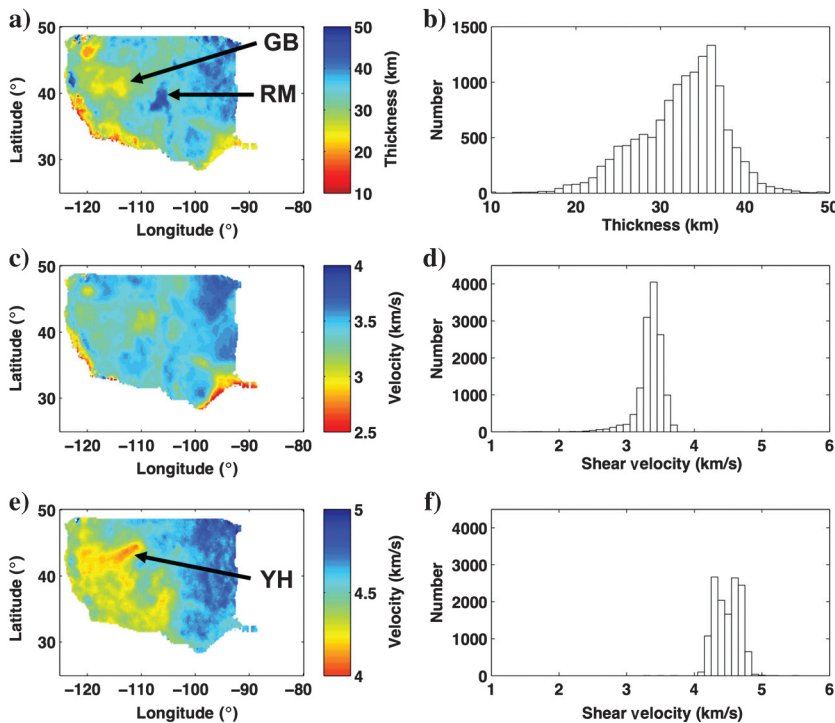 a)
GB
RM
50
40
30
Latitude (°)
−120 −110 −100 −90 −80
Longitude (°)
50
40
30
20
10
Thickness (km)
b)
1500
1000
500
0
Number
10 20 30 40 50
Thickness (km)
c)
50
40
30
Latitude (°)
−120 −110 −100 −90 −80
Longitude (°)
4
3.5
3
2.5
Velocity (km/s)
d)
4000
3000
2000
1000
0
Number
1 2 3 4 5 6
Shear velocity (km/s)
e)
YH
50
40
30
Latitude (°)
−120 −110 −100 −90 −80
Longitude (°)
5
4.5
4
Velocity (km/s)
f)
4000
3000
2000
1000
0
Number
1 2 3 4 5 6
Shear velocity (km/s)